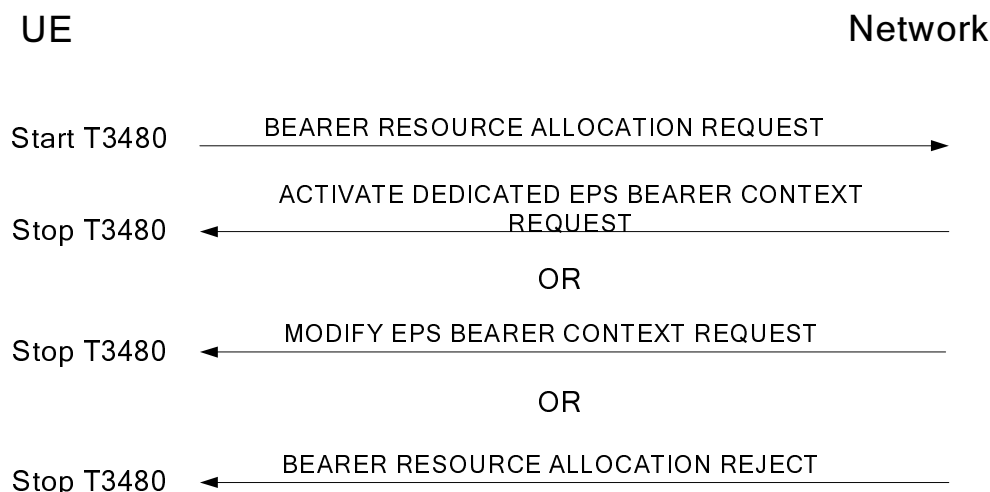 UE Network
Start T3480 BEARER RESOURCE ALLOCATION REQUEST
ACTIVATE DEDICATED EPS BEARER CONTEXT
REQUEST
Stop T3480
OR
MODIFY EPS BEARER CONTEXT REQUEST
Stop T3480
OR
BEARER RESOURCE ALLOCATION REJECT
Stop T3480